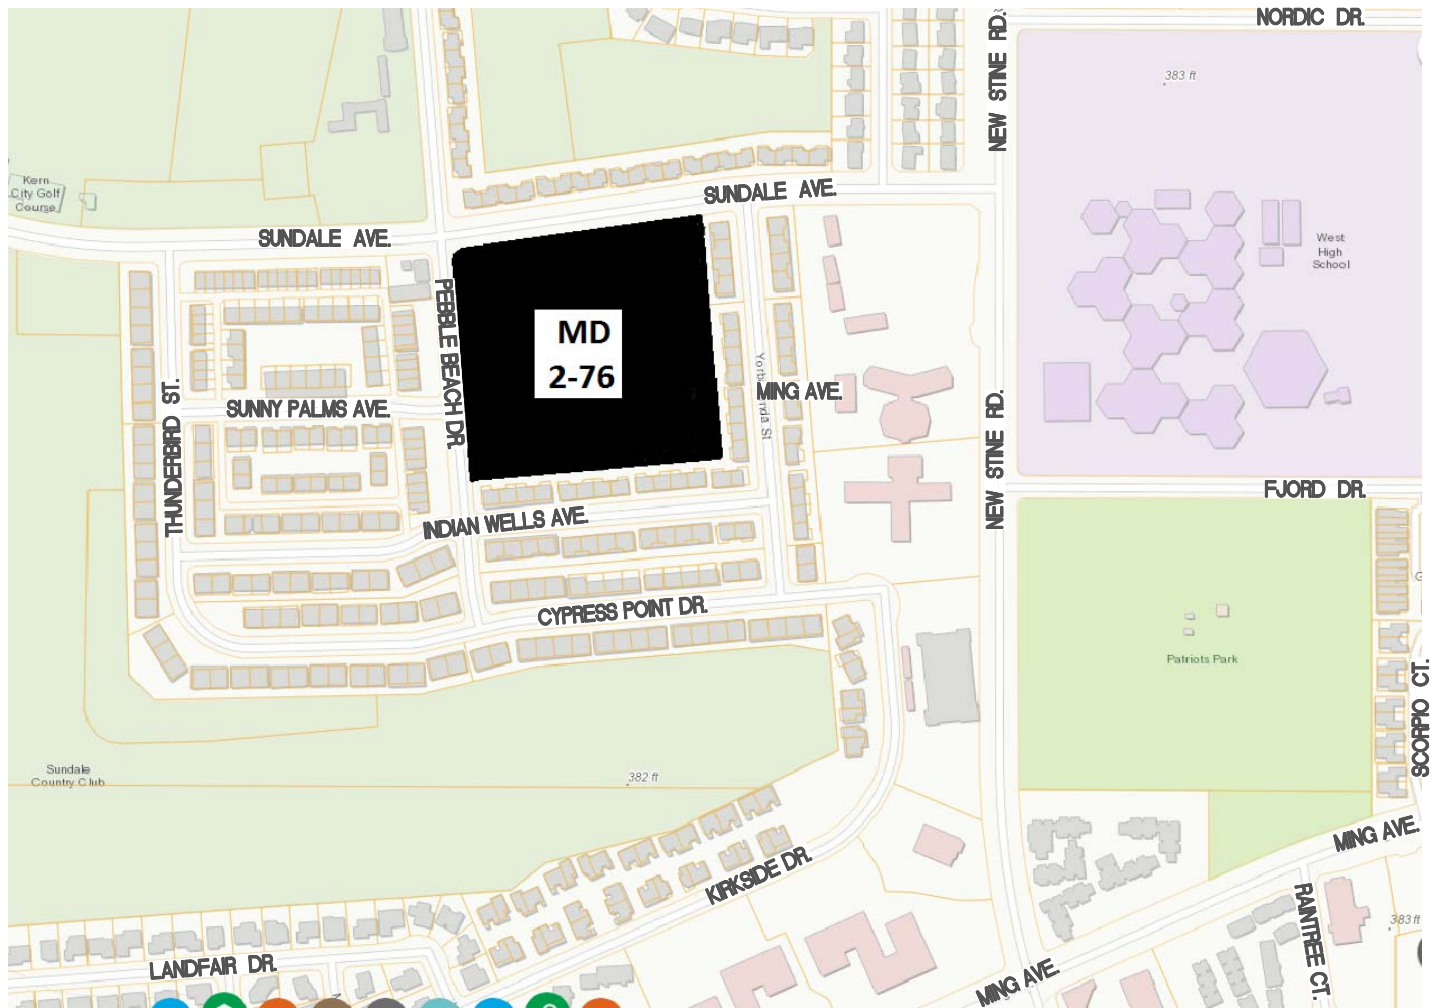 NORDIC DR.
NEW STINE RD.
383 ft
Kern
City Golf
Course
SUNDALE AVE.
SUNDALE AVE.
West
High
School
PEBBLE BEACH DR.
MD
2-76
THUNDERBIRD ST.
SUNNY PALMS AVE.
MING AVE.
NEW STINE RD.
FJORD DR.
INDIAN WELLS AVE.
CYPRESS POINT DR.
Patriots Park
SCORPIO CT.
Sundale
Country Club
382 ft
MING AVE.
KIRKSIDE DR.
RAINTREE CT.
383 ft
LANDFAIR DR.
MING AVE.